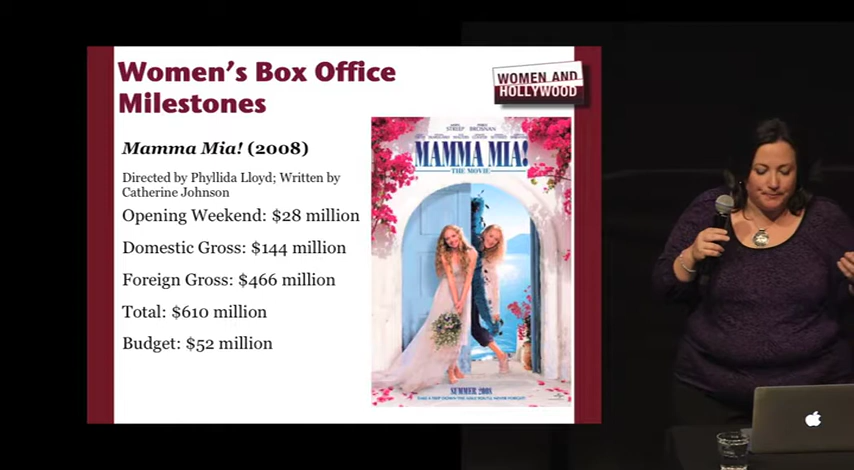 Women's Box Office
Milestones
WOMEN AND
HOLLYWOOD
Mamma Mia! (2008)
Directed by Phyllida Lloyd; Written by
Catherine Johnson
Opening Weekend: $28 million
Domestic Gross: $144 million
Foreign Gross: $466 million
Total: $610 million
Budget: $52 million
STREEP BROSNAN
MAMMA MIA!
THE MOVIE
SUMMER 2008